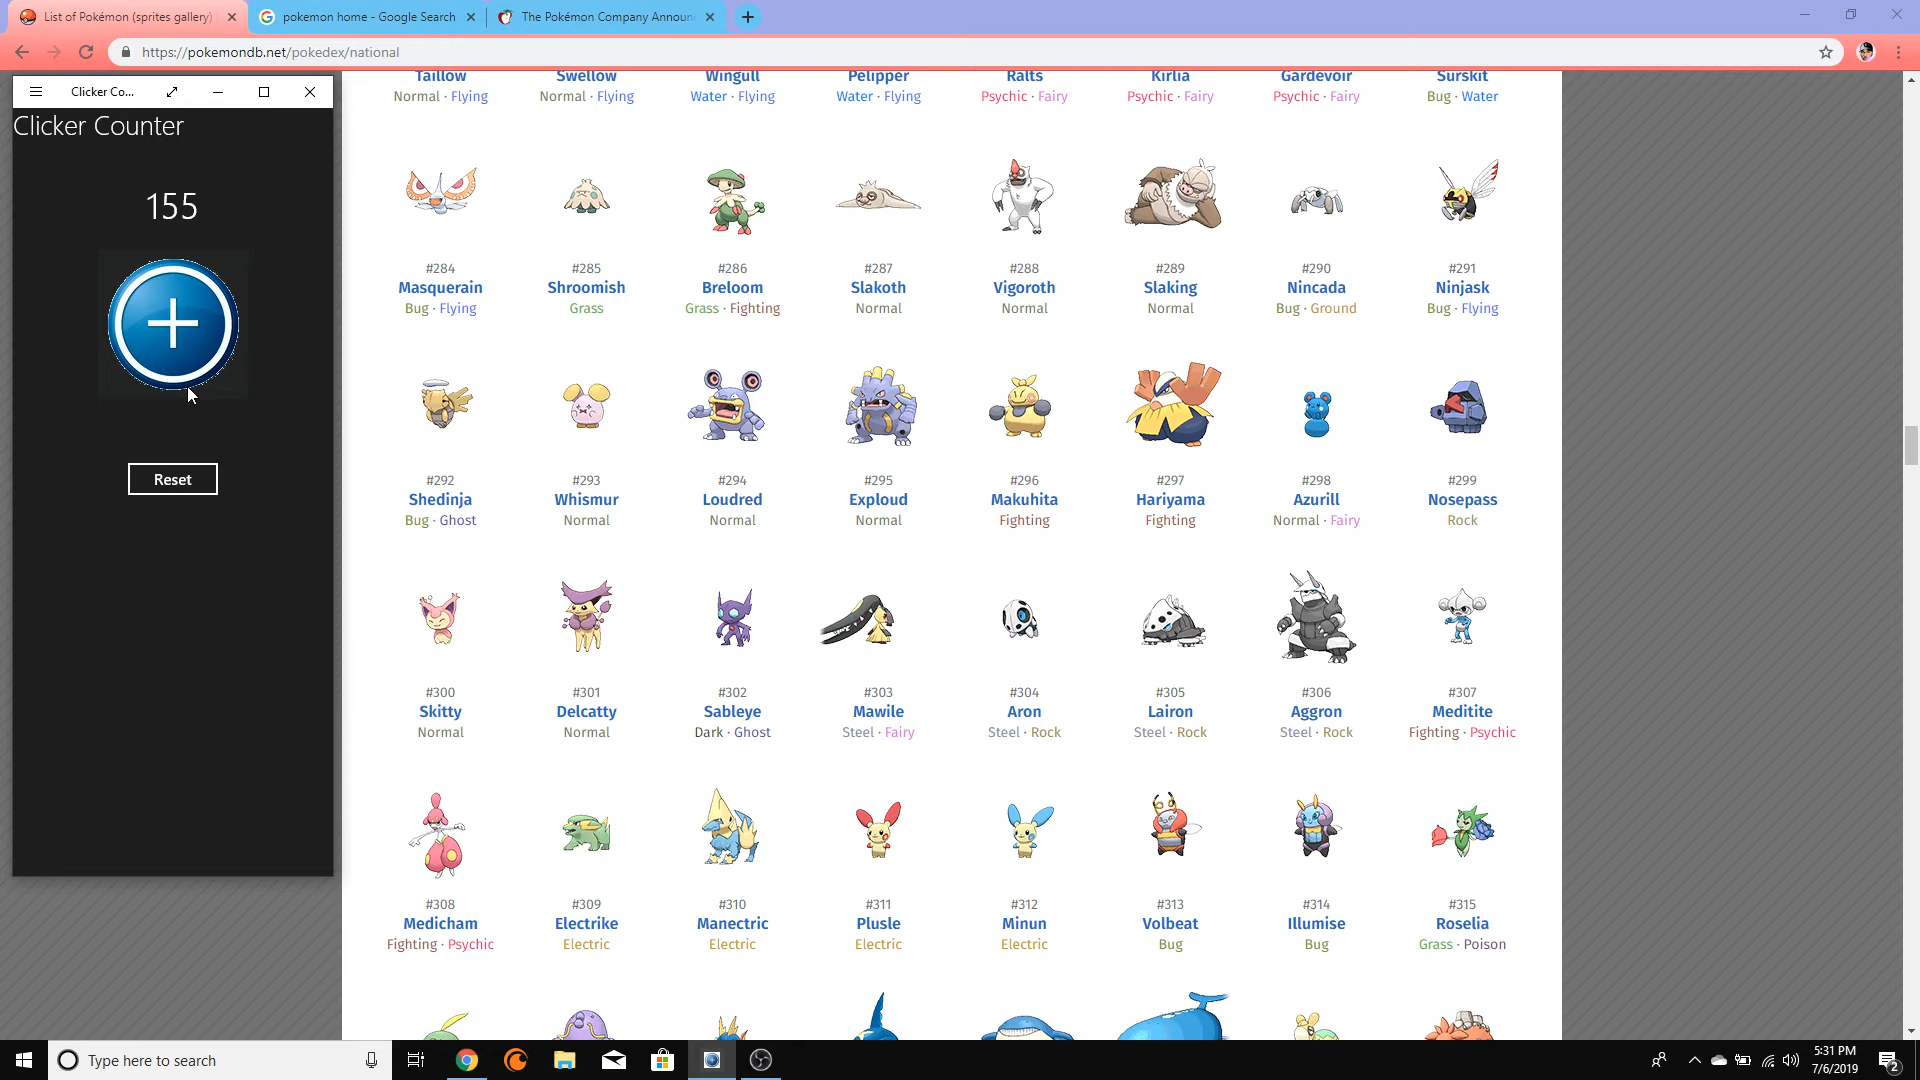 List of Pokémon (sprites gallery)
pokemon home - Google Search
The Pokémon Company Announ
https://pokemondb.net/pokedex/national
Clicker Co...
Clicker Counter
155
Reset
Taillow Swellow Wingull Pelipper Ralts Kirlia Gardevoir Surskit
Normal · Flying Normal · Flying Water · Flying Water · Flying Psychic · Fairy Psychic · Fairy Psychic · Fairy Bug · Water
#284 #285 #286 #287 #288 #289 #290 #291
Masquerain Shroomish Breloom Slakoth Vigoroth Slaking Nincada Ninjask
Bug · Flying Grass Grass · Fighting Normal Normal Normal Bug · Ground Bug · Flying
#292 #293 #294 #295 #296 #297 #298 #299
Shedinja Whismur Loudred Exploud Makuhita Hariyama Azurill Nosepass
Bug · Ghost Normal Normal Normal Fighting Fighting Normal · Fairy Rock
#300 #301 #302 #303 #304 #305 #306 #307
Skitty Delcatty Sableye Mawile Aron Lairon Aggron Meditite
Normal Normal Dark · Ghost Steel · Fairy Steel · Rock Steel · Rock Steel · Rock Fighting · Psychic
#308 #309 #310 #311 #312 #313 #314 #315
Medicham Electrike Manectric Plusle Minun Volbeat Illumise Roselia
Fighting · Psychic Electric Electric Electric Electric Bug Bug Grass · Poison
Type here to search
5:31 PM
7/6/2019
2